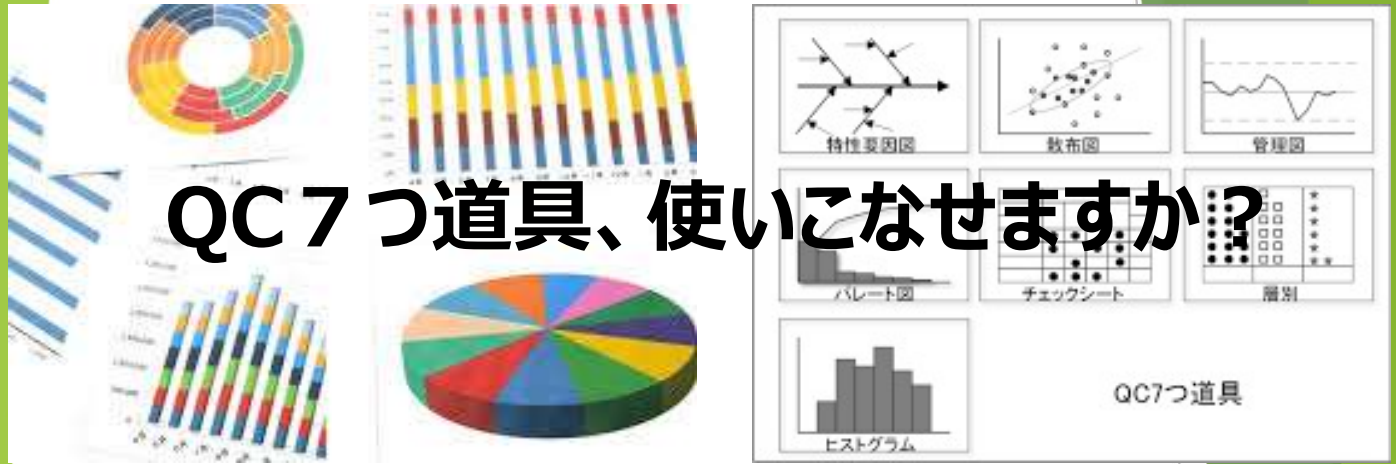 QC７つ道具、使いこなせますか？
特性要因図
散布図
管理図
パレート図
チェックシート
層別
ヒストグラム
QC7つ道具